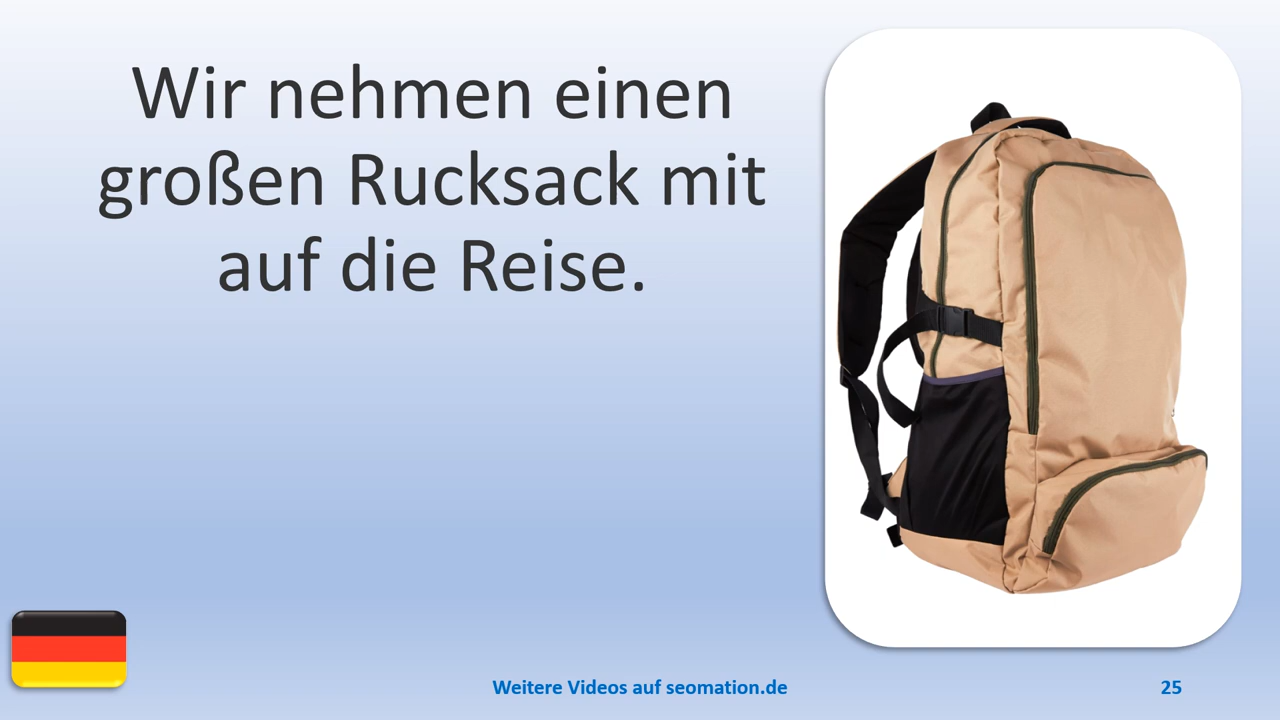 Wir nehmen einen
großen Rucksack mit
auf die Reise.
Weitere Videos auf seomation.de
25